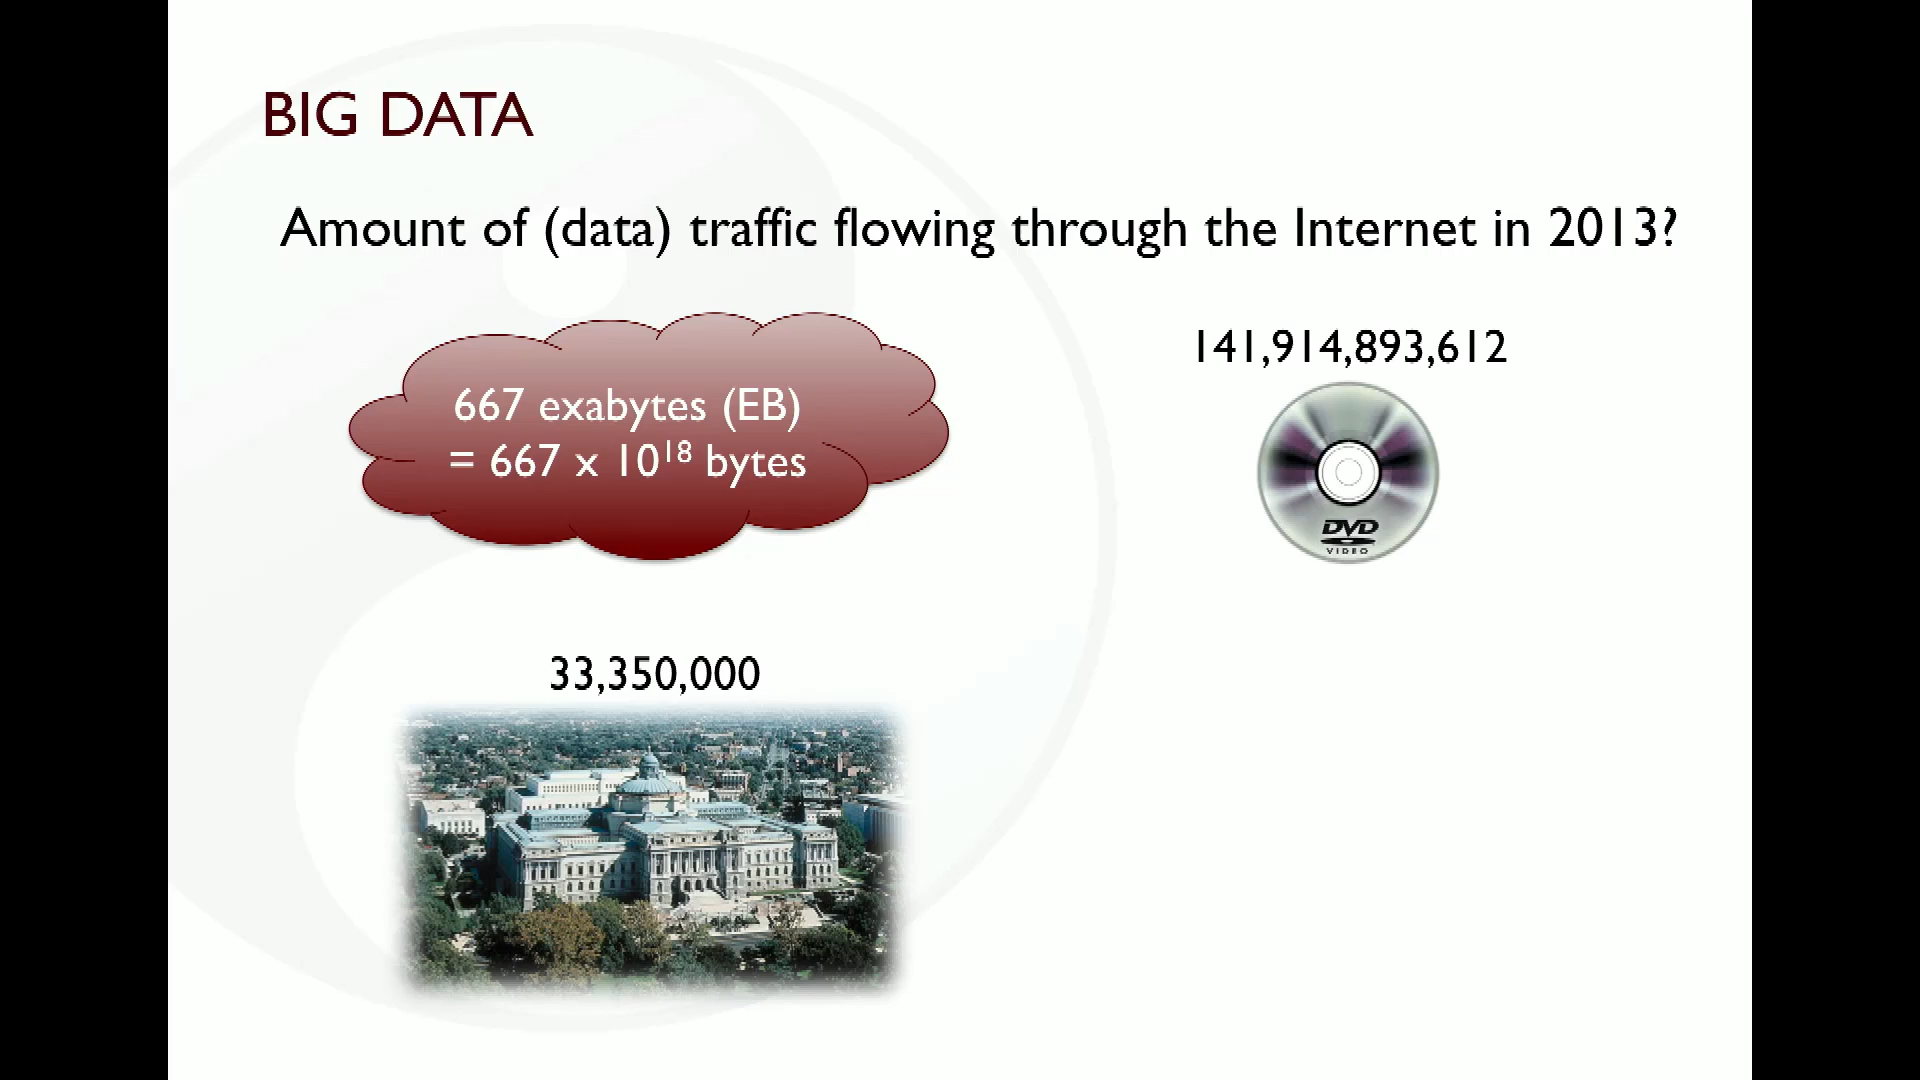 BIG DATA
Amount of (data) traffic flowing through the Internet in 2013?
667 exabytes (EB)
= 667 x 10¹⁸ bytes
141,914,893,612
DVD
VIDEO
33,350,000